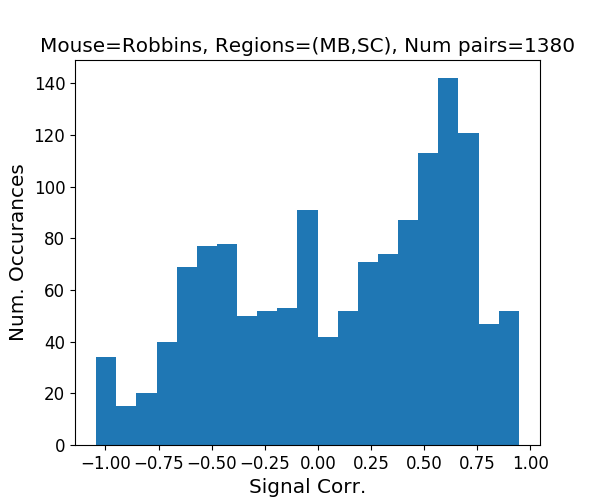 Mouse=Robbins, Regions=(MB,SC), Num pairs=1380
Num. Occurances
140
120
100
80
60
40
20
0
−1.00 −0.75 −0.50 −0.25 0.00 0.25 0.50 0.75 1.00
Signal Corr.